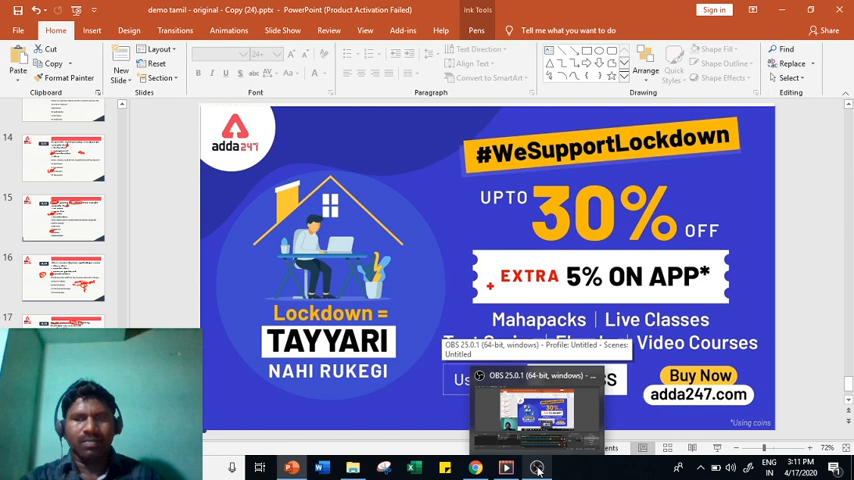 demo tamil - original - Copy (24).pptx - PowerPoint (Product Activation Failed)
Ink Tools
Sign in
File Home Insert Design Transitions Animations Slide Show Review View Add-ins Help Pens Tell me what you want to do Share
Cut
Copy
Format Painter
Paste
Clipboard
New Slide
Layout
Reset
Section
Slides
Font
Text Direction
Align Text
Convert to SmartArt
Paragraph
Arrange
Quick Styles
Shape Fill
Shape Outline
Shape Effects
Drawing
Find
Replace
Select
Editing
14
15
16
17
adda247
#WeSupportLockdown
UPTO 30% OFF
+ EXTRA 5% ON APP*
Mahapacks | Live Classes
Video Courses
Lockdown =
TAYYARI
NAHI RUKEGI
Buy Now
adda247.com
*Using coins
OBS 25.0.1 (64-bit, windows) - Profile: Untitled - Scenes:
Untitled
OBS 25.0.1 (64-bit, windows) - ...
72%
ENG
IN
3:11 PM
4/17/2020